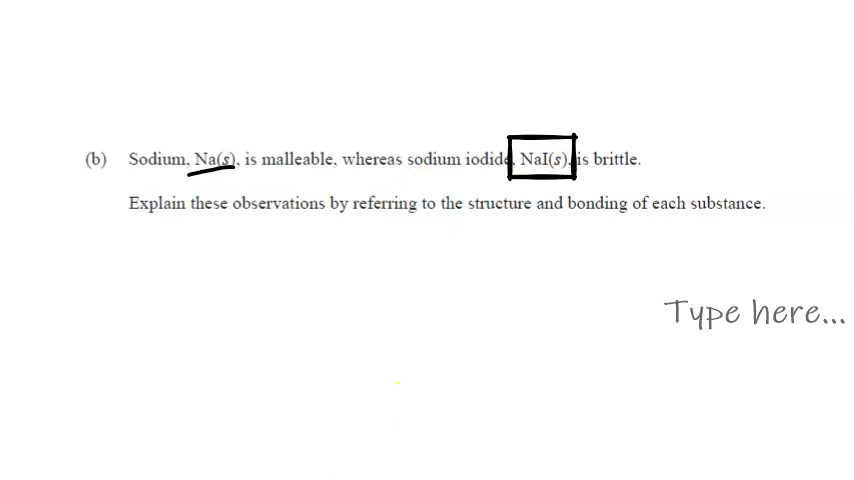 (b) Sodium, Na(s), is malleable, whereas sodium iodide, NaI(s), is brittle.
Explain these observations by referring to the structure and bonding of each substance.
Type here...